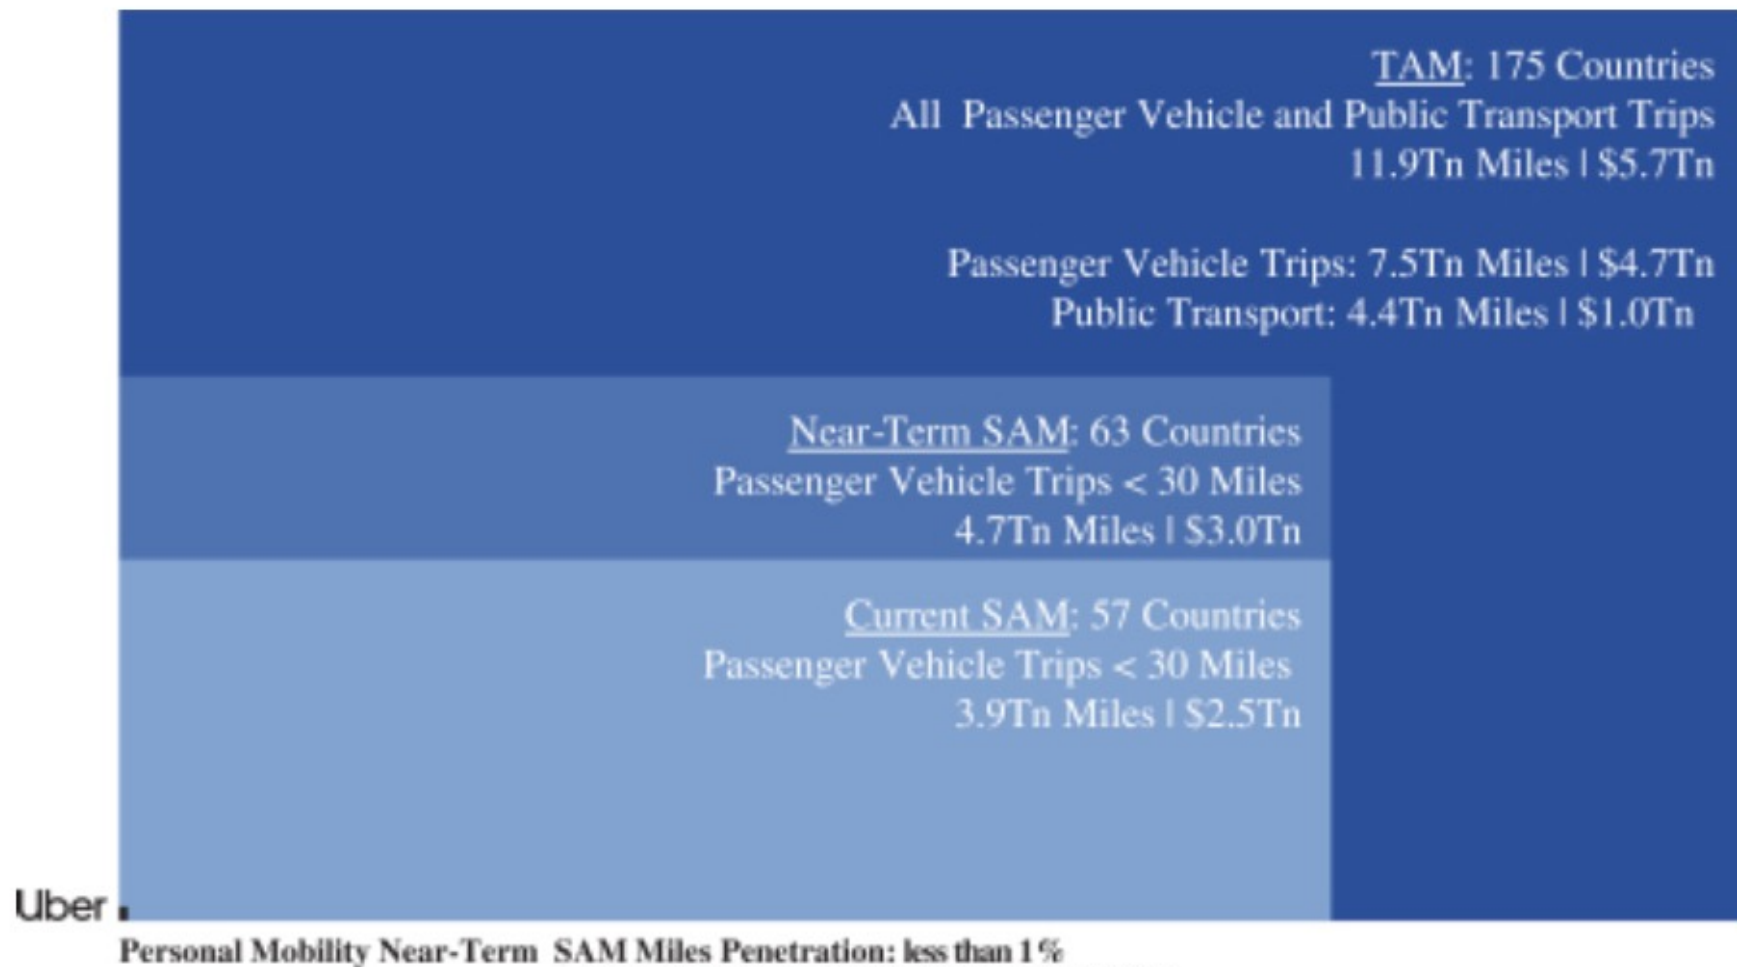 TAM: 175 Countries
All Passenger Vehicle and Public Transport Trips
11.9Tn Miles | $5.7Tn
Passenger Vehicle Trips: 7.5Tn Miles | $4.7Tn
Public Transport: 4.4Tn Miles | $1.0Tn
Near-Term SAM: 63 Countries
Passenger Vehicle Trips < 30 Miles
4.7Tn Miles | $3.0Tn
Current SAM: 57 Countries
Passenger Vehicle Trips < 30 Miles
3.9Tn Miles | $2.5Tn
Uber
Personal Mobility Near-Term SAM Miles Penetration: less than 1%